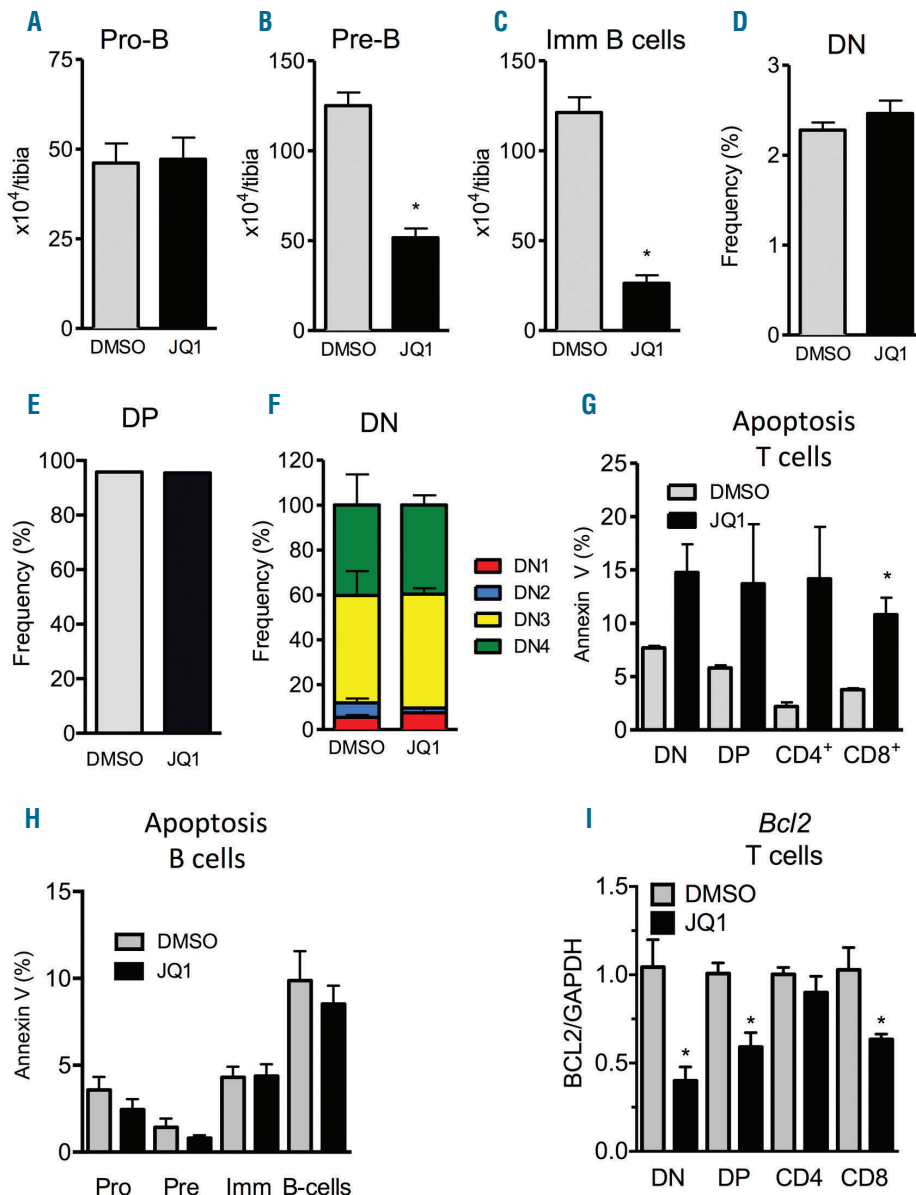 A
Pro-B
75
50
25
0
x10⁴/tibia
DMSO
JQ1
B
Pre-B
150
100
50
0
x10⁴/tibia
*
DMSO
JQ1
C
Imm B cells
150
100
50
0
x10⁴/tibia
*
DMSO
JQ1
D
DN
3
2
1
0
Frequency (%)
DMSO
JQ1
E
DP
100
80
60
40
20
0
Frequency (%)
DMSO
JQ1
F
DN
120
100
80
60
40
20
0
Frequency (%)
DMSO
JQ1
DN1
DN2
DN3
DN4
G
Apoptosis
T cells
25
20
15
10
5
0
Annexin V (%)
DMSO
JQ1
*
DN
DP
CD4⁺
CD8⁺
H
Apoptosis
B cells
15
10
5
0
Annexin V (%)
DMSO
JQ1
Pro
Pre
Imm
B-cells
I
Bcl2
T cells
1.5
1.0
0.5
0.0
BCL2/GAPDH
DMSO
JQ1
*
*
*
DN
DP
CD4
CD8